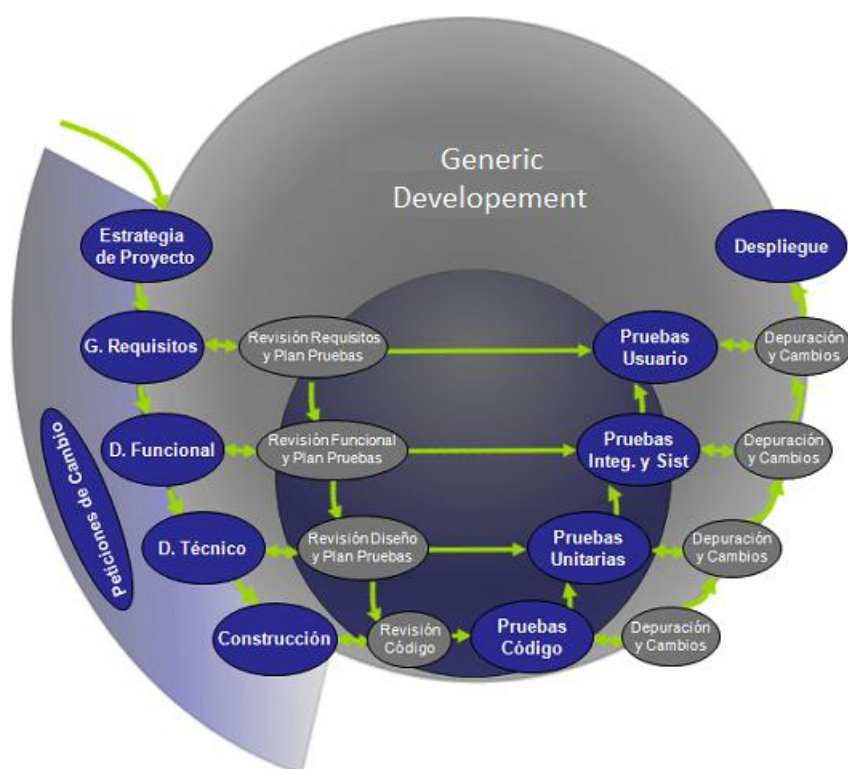 Generic
Developement
Estrategia
de Proyecto
Despliegue
G. Requisitos
Revisión Requisitos
y Plan Pruebas
Pruebas
Usuario
Depuración
y Cambios
Peticiones de Cambio
D. Funcional
Revisión Funcional
y Plan Pruebas
Pruebas
Integ. y Sist
Depuración
y Cambios
D. Técnico
Revisión Diseño
y Plan Pruebas
Pruebas
Unitarias
Depuración
y Cambios
Construcción
Revisión
Código
Pruebas
Código
Depuración
y Cambios